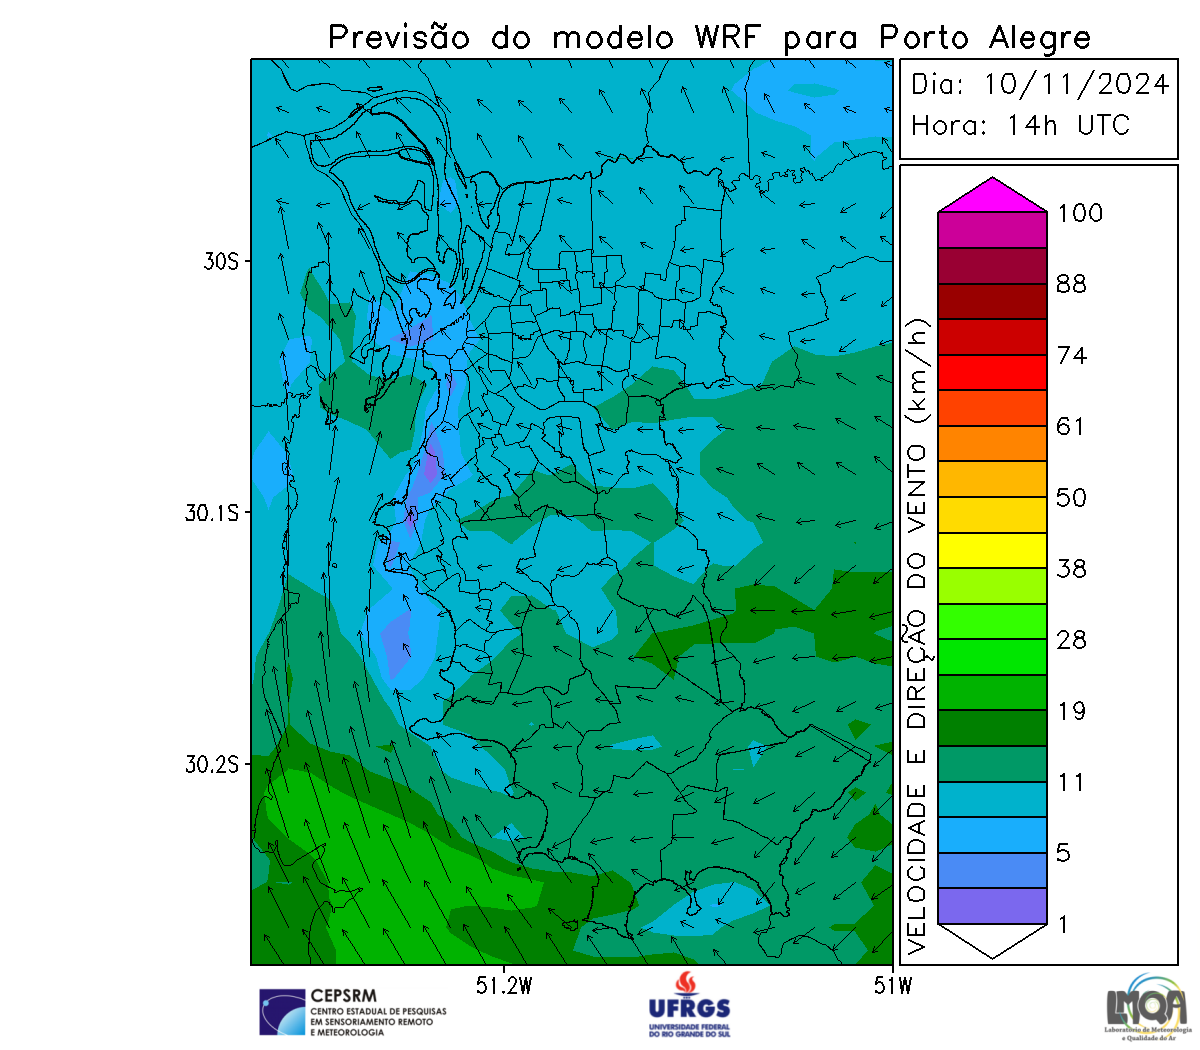 Previsão do modelo WRF para Porto Alegre
Dia: 10/11/2024
Hora: 14h UTC
VELOCIDADE E DIREÇÃO DO VENTO (km/h)
100
88
74
61
50
38
28
19
11
5
1
30S
30.1S
30.2S
51.2W
51W
CEPSRM
CENTRO ESTADUAL DE PESQUISAS
EM SENSORIAMENTO REMOTO
E METEOROLOGIA
UFRGS
UNIVERSIDADE FEDERAL
DO RIO GRANDE DO SUL
LMQA
Laboratório de Meteorologia
e Qualidade do Ar